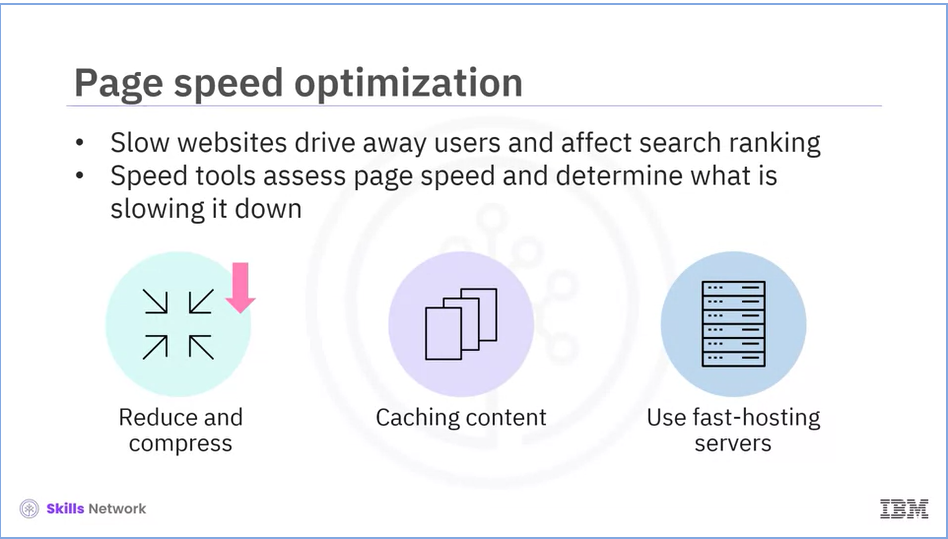 Page speed optimization
• Slow websites drive away users and affect search ranking
• Speed tools assess page speed and determine what is
slowing it down
Reduce and
compress
Caching content
Use fast-hosting
servers
Skills Network
IBM